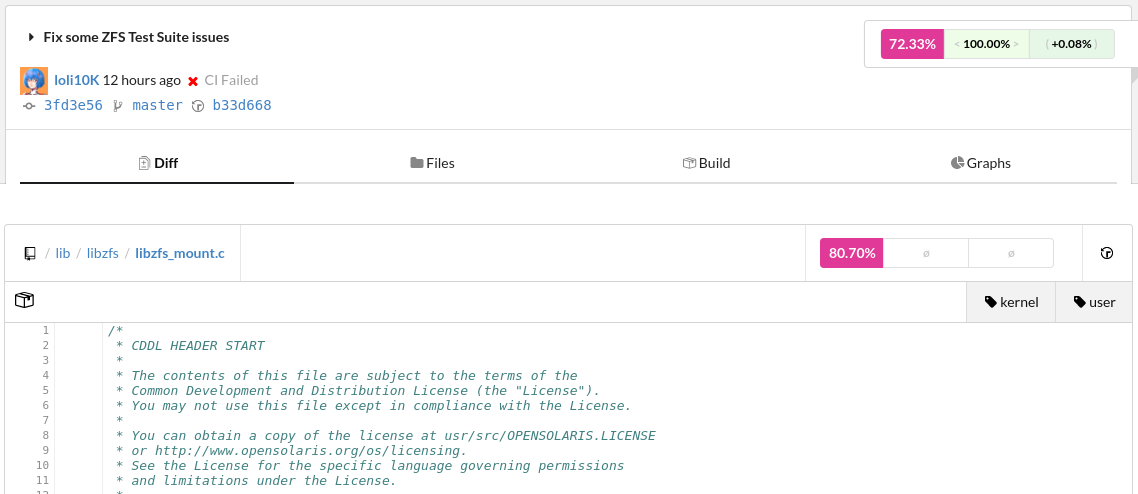 Fix some ZFS Test Suite issues
72.33% < 100.00% > ( +0.08% )
loli10K 12 hours ago CI Failed
3fd3e56 master b33d668
Diff Files Build Graphs
/ lib / libzfs / libzfs_mount.c 80.70% ø ø
kernel user
1 /*
2 * CDDL HEADER START
3 *
4 * The contents of this file are subject to the terms of the
5 * Common Development and Distribution License (the "License").
6 * You may not use this file except in compliance with the License.
7 *
8 * You can obtain a copy of the license at usr/src/OPENSOLARIS.LICENSE
9 * or http://www.opensolaris.org/os/licensing.
10 * See the License for the specific language governing permissions
11 * and limitations under the License.
12 *